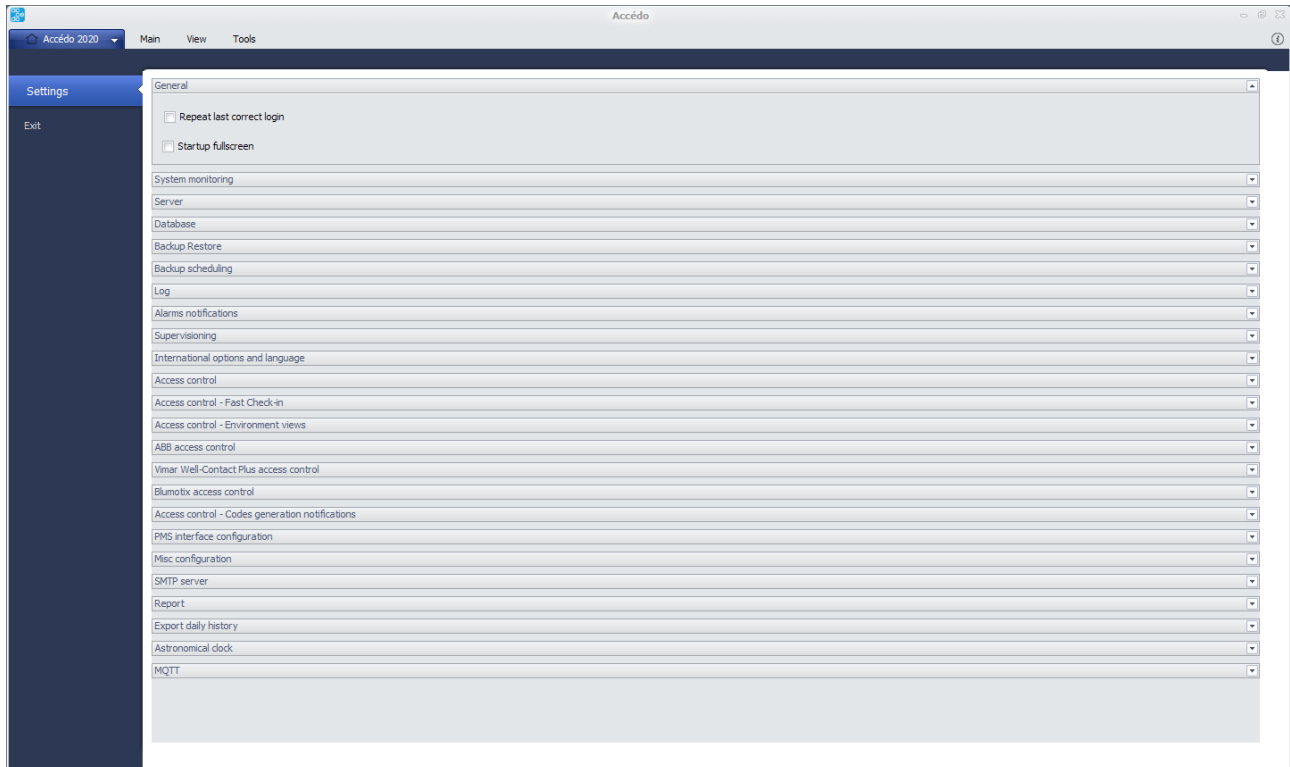 Accédo
Accédo 2020 Main View Tools
Settings
Exit
General
Repeat last correct login
Startup fullscreen
System monitoring
Server
Database
Backup Restore
Backup scheduling
Log
Alarms notifications
Supervisioning
International options and language
Access control
Access control - Fast Check-in
Access control - Environment views
ABB access control
Vimar Well-Contact Plus access control
Blumotix access control
Access control - Codes generation notifications
PMS interface configuration
Misc configuration
SMTP server
Report
Export daily history
Astronomical clock
MQTT